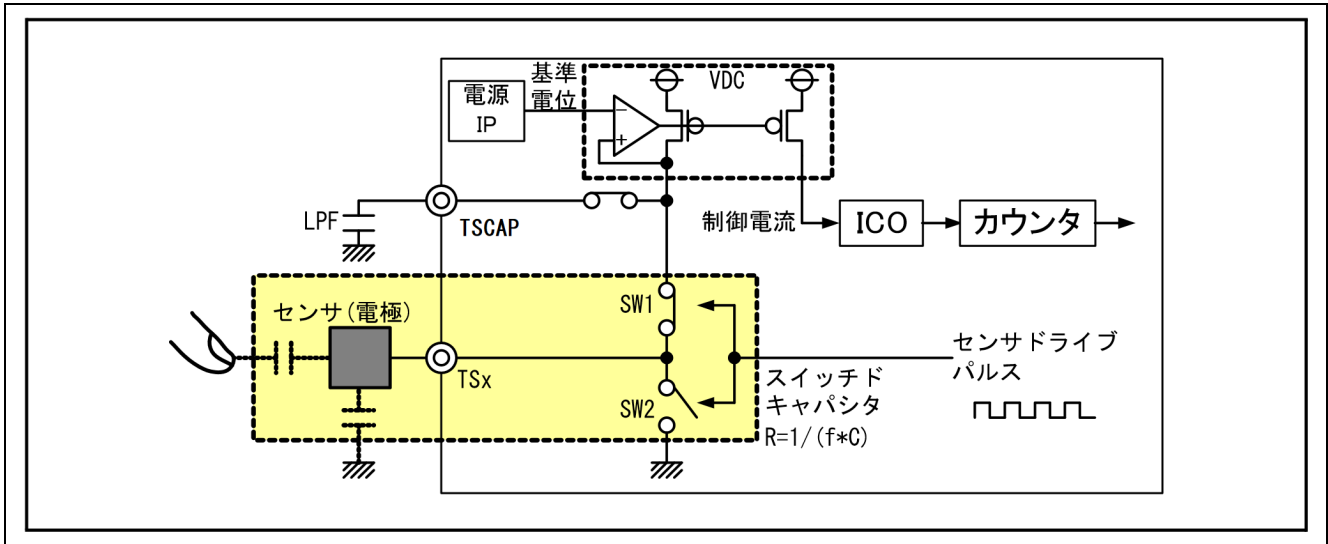 電源
IP
基準
電位
VDC
−
+
LPF
TSCAP
制御電流
ICO
カウンタ
センサ(電極)
TSx
SW1
SW2
スイッチド
キャパシタ
R=1/(f*C)
センサドライブ
パルス